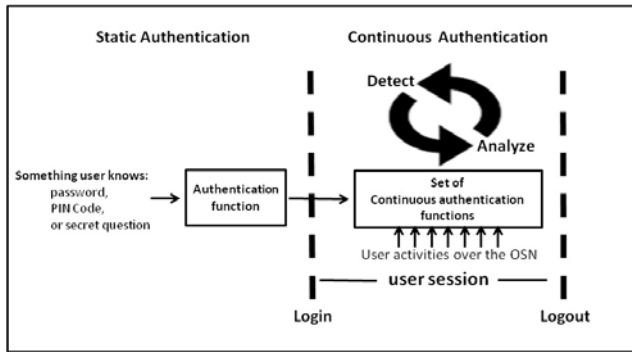 Static Authentication
Continuous Authentication
Detect
Analyze
Something user knows:
password,
PIN Code,
or secret question
Authentication
function
Set of
Continuous authentication
functions
User activities over the OSN
user session
Login
Logout